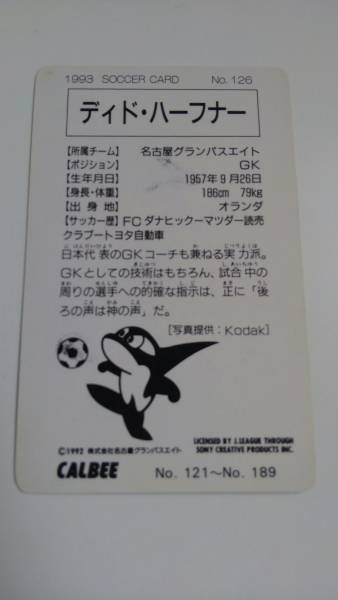 1993 SOCCER CARD No. 126
ディド・ハーフナー
【所属チーム】 名古屋グランパスエイト
【ポジション】 GK
【生年月日】 1957年9月26日
【身長・体重】 186cm 79kg
【出身地】 オランダ
【サッカー歴】FCダナヒックーマツダー読売
クラブートヨタ自動車
日本代表のGKコーチも兼ねる実力派。
GKとしての技術はもちろん、試合中の
周りの選手への的確な指示は、正に「後
ろの声は神の声」だ。
[写真提供:Kodak]
©1992 株式会社名古屋グランパスエイト
LICENSED BY J.LEAGUE THROUGH
SONY CREATIVE PRODUCTS INC.
CALBEE No. 121〜No. 189